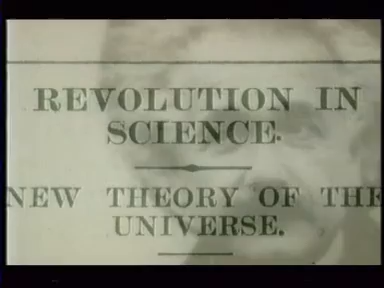 REVOLUTION IN
SCIENCE.
NEW THEORY OF THE
UNIVERSE.